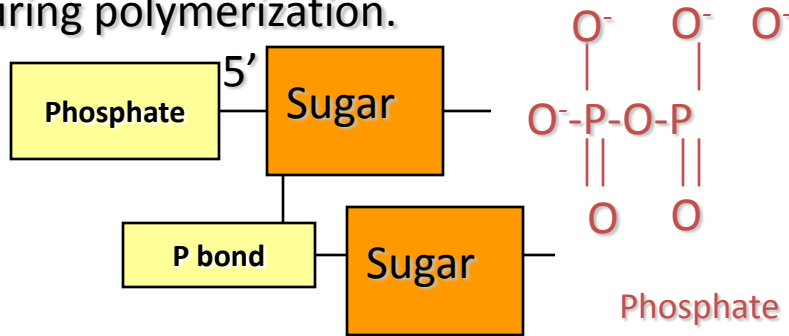 uring polymerization.
5’
Phosphate
Sugar
P bond
Sugar
O⁻ O⁻ O⁻
O⁻-P-O-P
O O
Phosphate